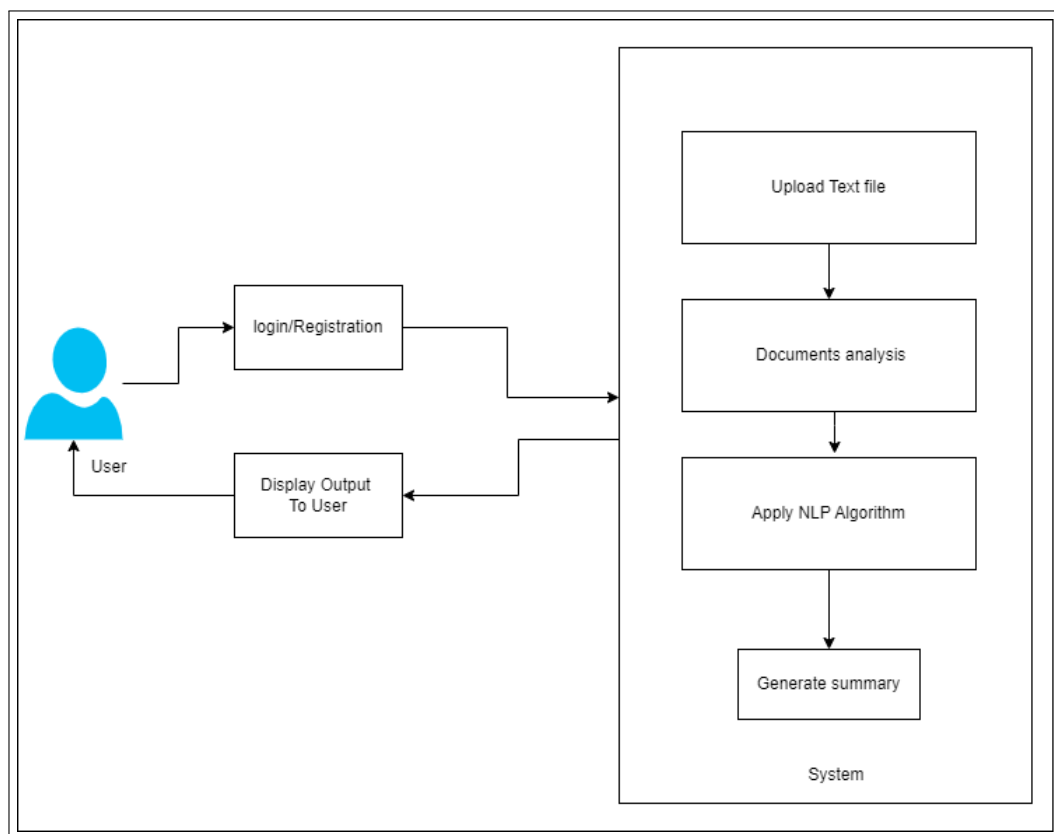 User
login/Registration
Display Output
To User
Upload Text file
Documents analysis
Apply NLP Algorithm
Generate summary
System